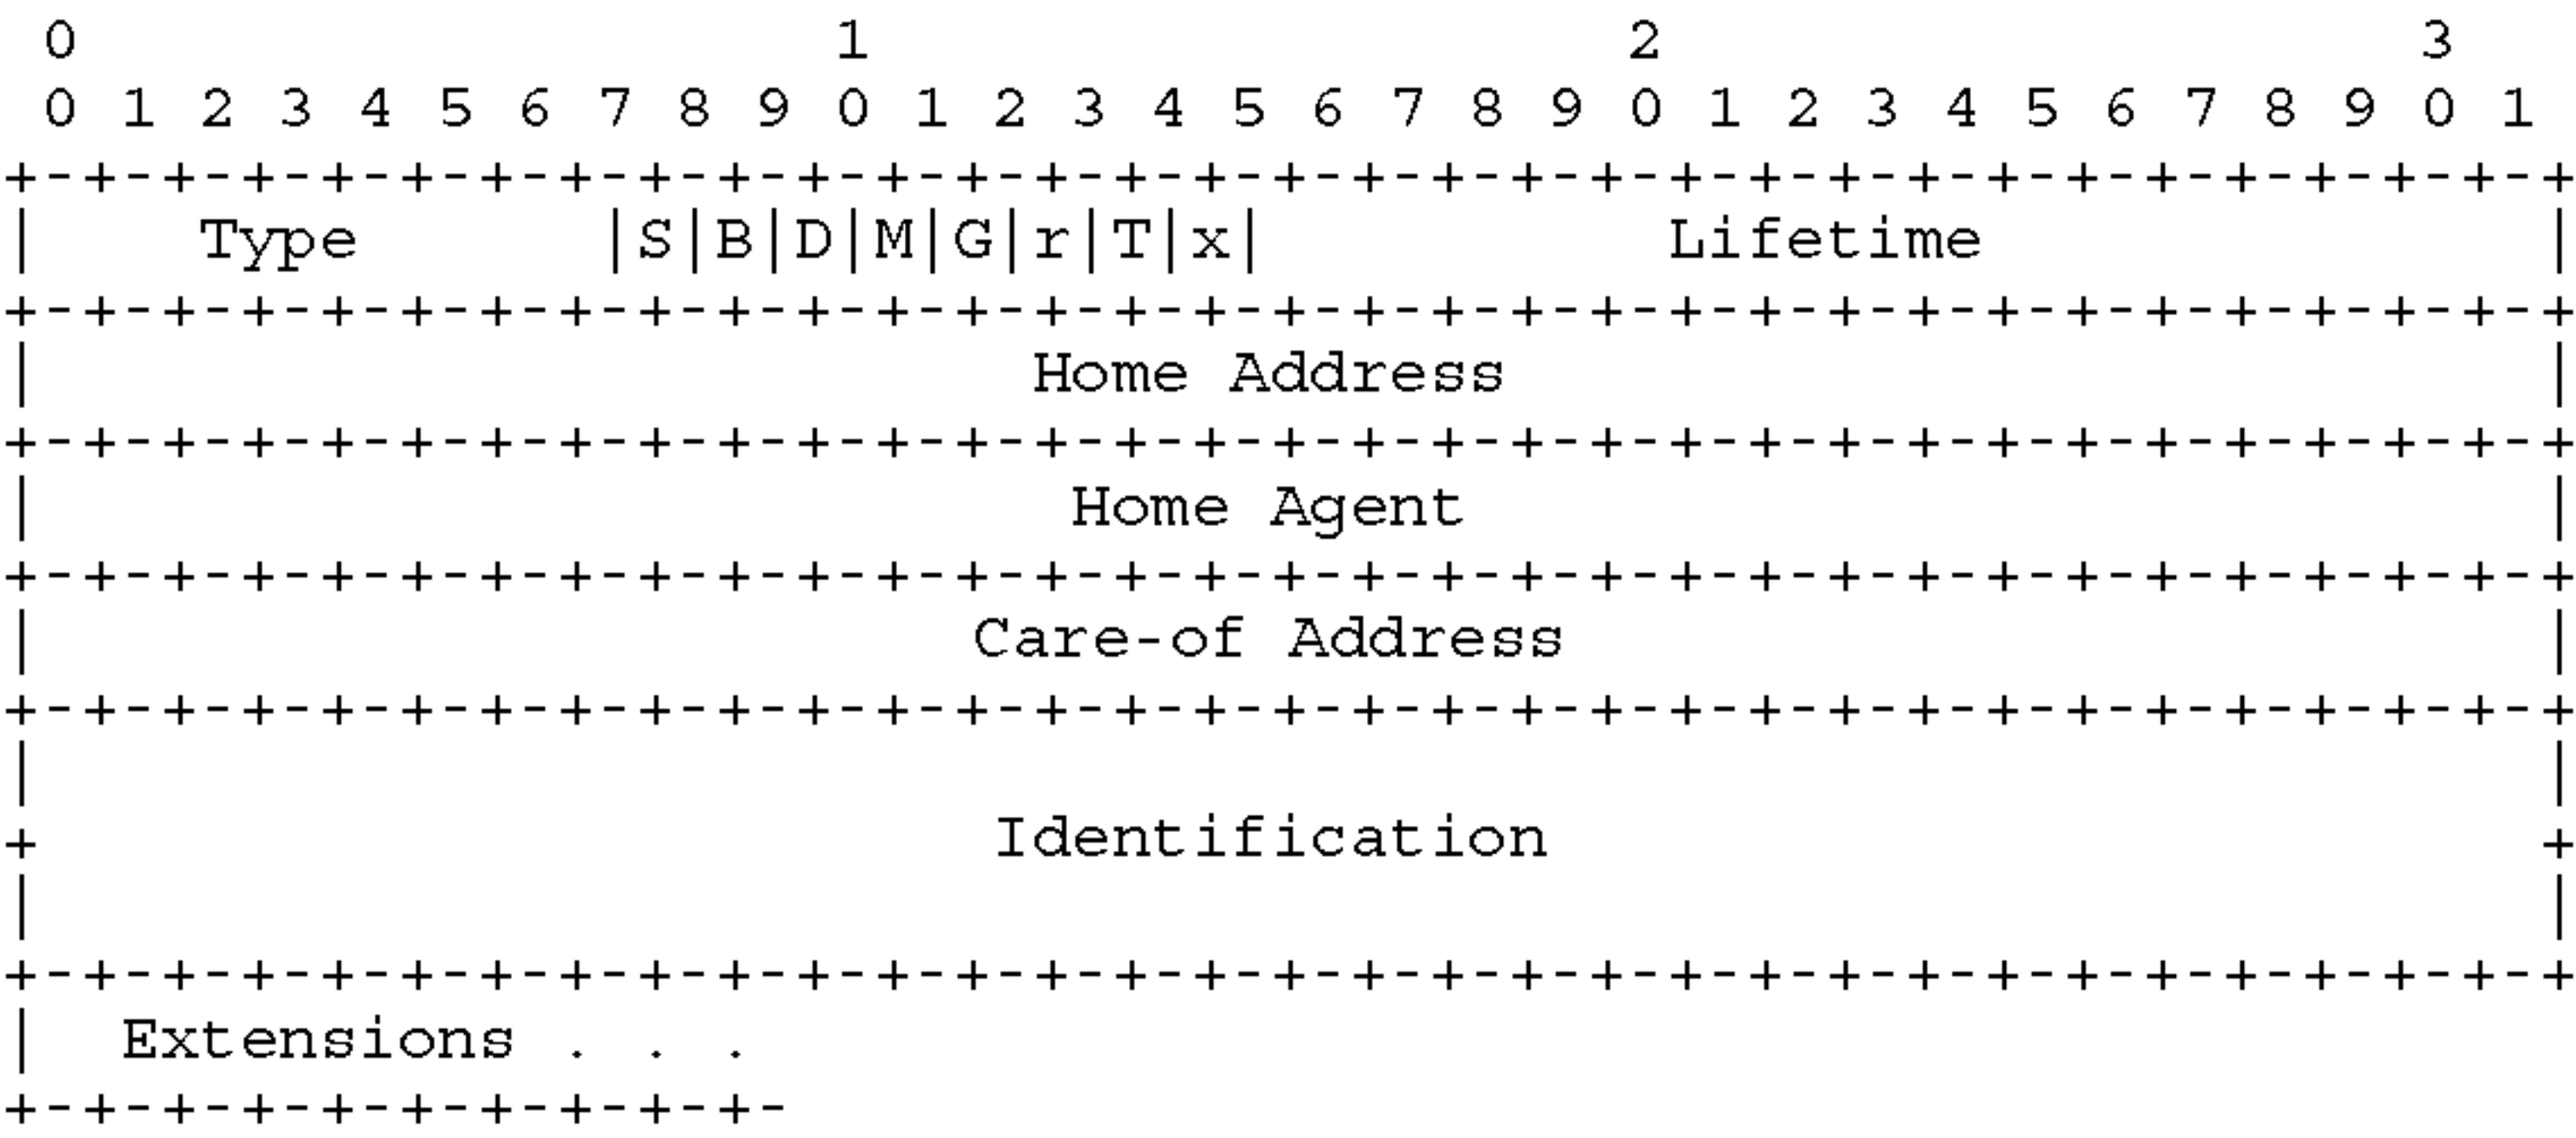 0                   1                   2                   3
 0 1 2 3 4 5 6 7 8 9 0 1 2 3 4 5 6 7 8 9 0 1 2 3 4 5 6 7 8 9 0 1
+-+-+-+-+-+-+-+-+-+-+-+-+-+-+-+-+-+-+-+-+-+-+-+-+-+-+-+-+-+-+-+-+
|    Type      |S|B|D|M|G|r|T|x|          Lifetime              |
+-+-+-+-+-+-+-+-+-+-+-+-+-+-+-+-+-+-+-+-+-+-+-+-+-+-+-+-+-+-+-+-+
|                         Home Address                          |
+-+-+-+-+-+-+-+-+-+-+-+-+-+-+-+-+-+-+-+-+-+-+-+-+-+-+-+-+-+-+-+-+
|                          Home Agent                           |
+-+-+-+-+-+-+-+-+-+-+-+-+-+-+-+-+-+-+-+-+-+-+-+-+-+-+-+-+-+-+-+-+
|                       Care-of Address                         |
+-+-+-+-+-+-+-+-+-+-+-+-+-+-+-+-+-+-+-+-+-+-+-+-+-+-+-+-+-+-+-+-+
|                                                               |
+                        Identification                         +
|                                                               |
+-+-+-+-+-+-+-+-+-+-+-+-+-+-+-+-+-+-+-+-+-+-+-+-+-+-+-+-+-+-+-+-+
|  Extensions . . .
+-+-+-+-+-+-+-+-+-+-